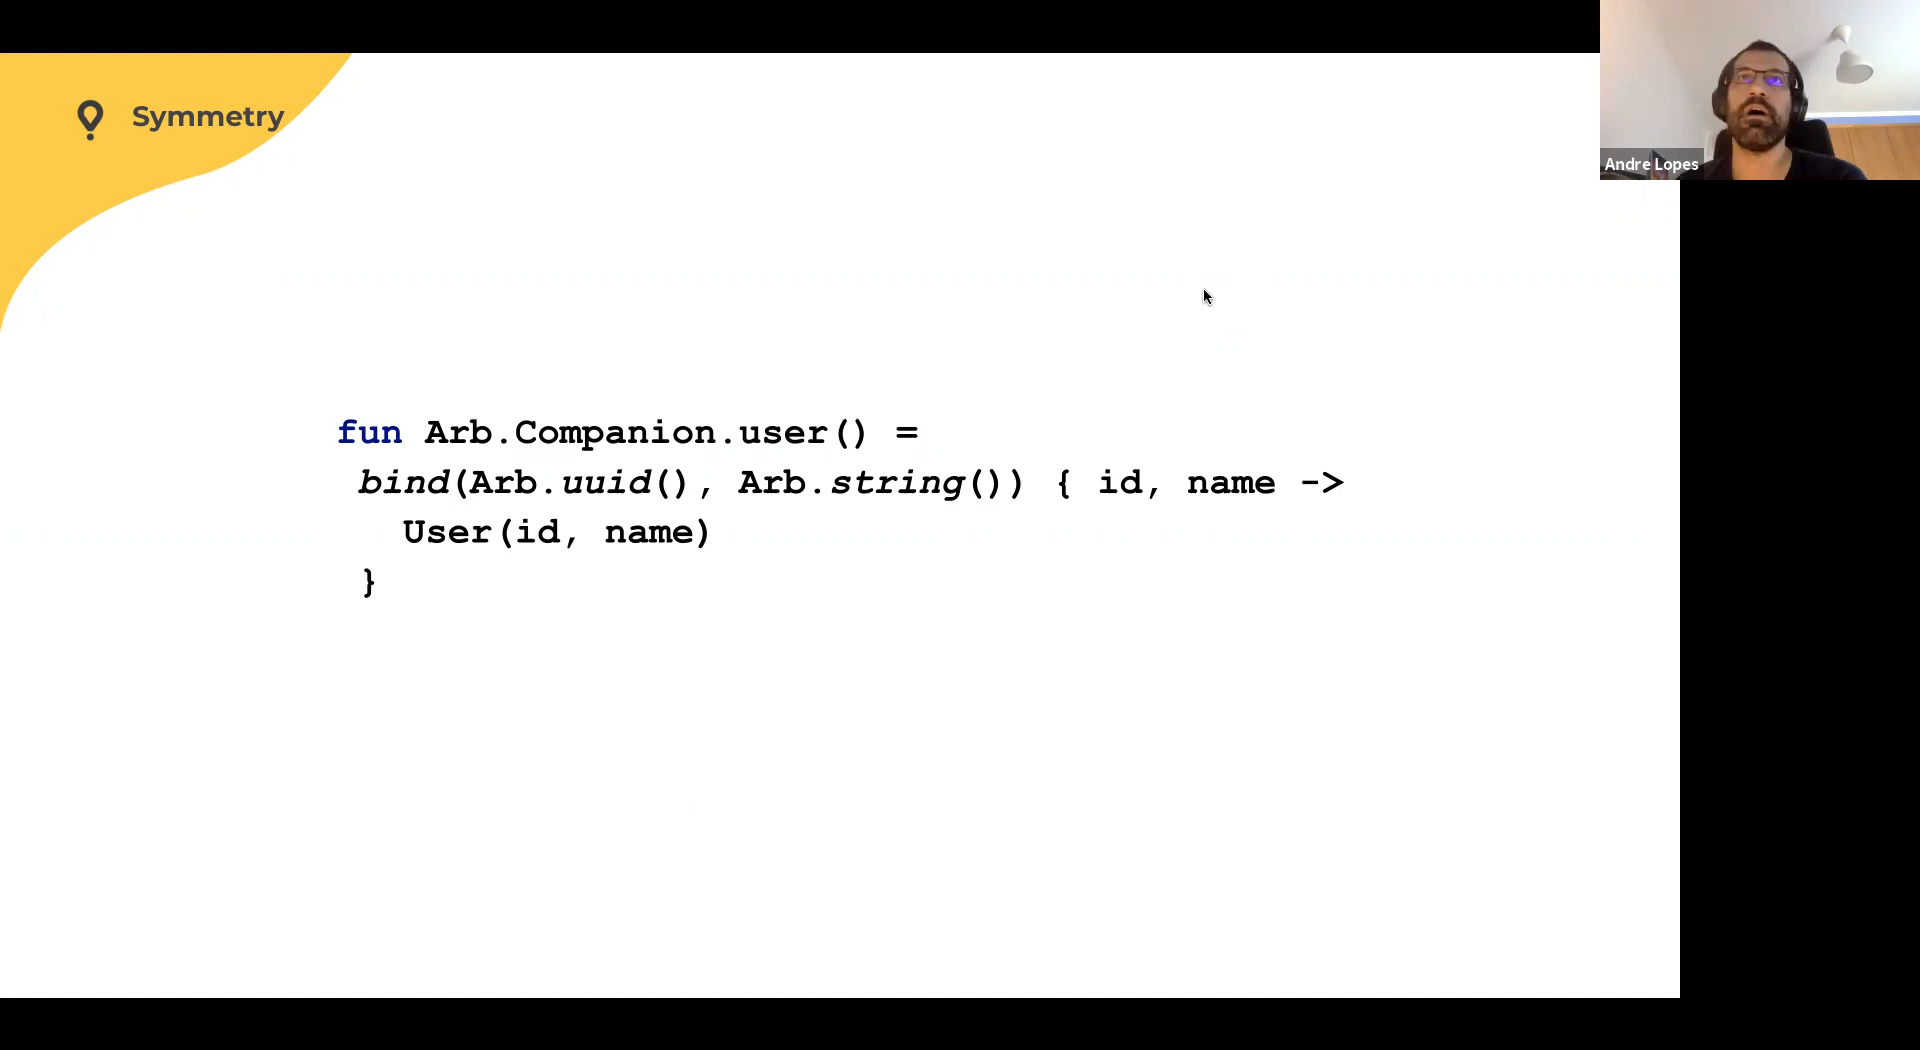 Symmetry
Andre Lopes
fun Arb.Companion.user() =
bind(Arb.uuid(), Arb.string()) { id, name ->
User(id, name)
}